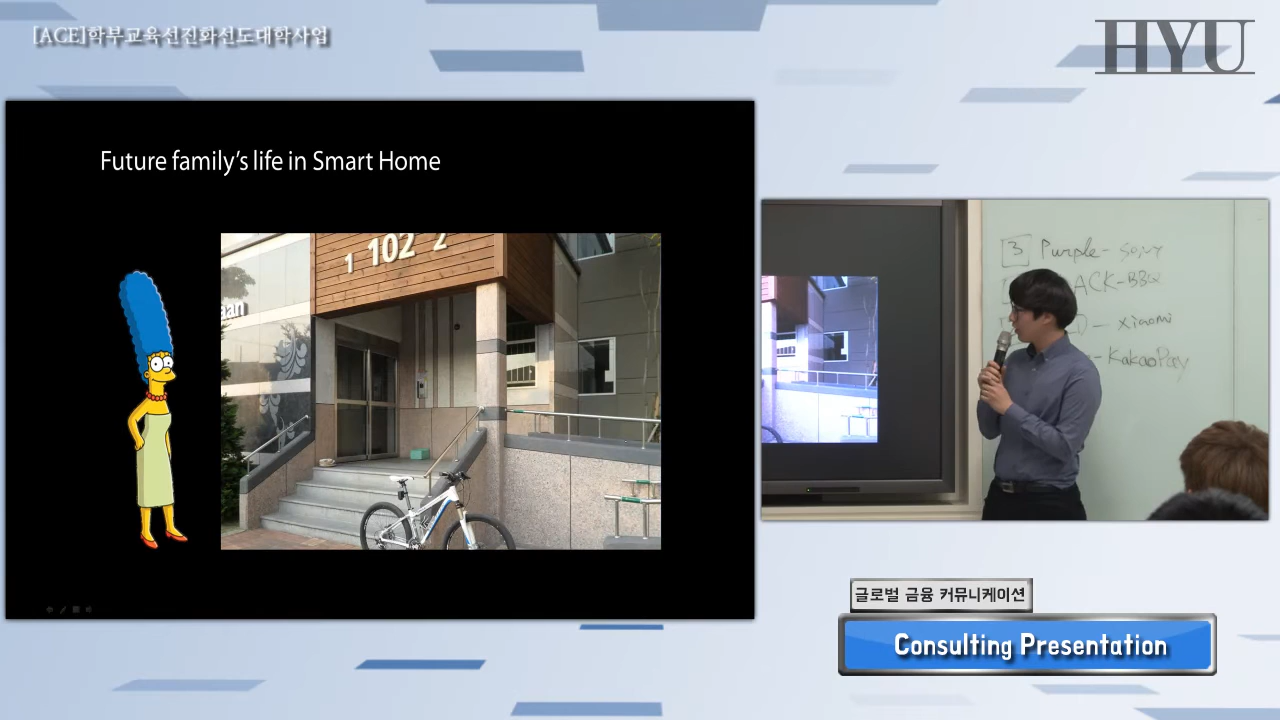 [ACE]학부교육선진화선도대학사업
HYU
Future family's life in Smart Home
1 102 2
aan
3 Purple- sony
ACK-BBQ
D - xiaomi
- KakaoPay
글로벌 금융 커뮤니케이션
Consulting Presentation